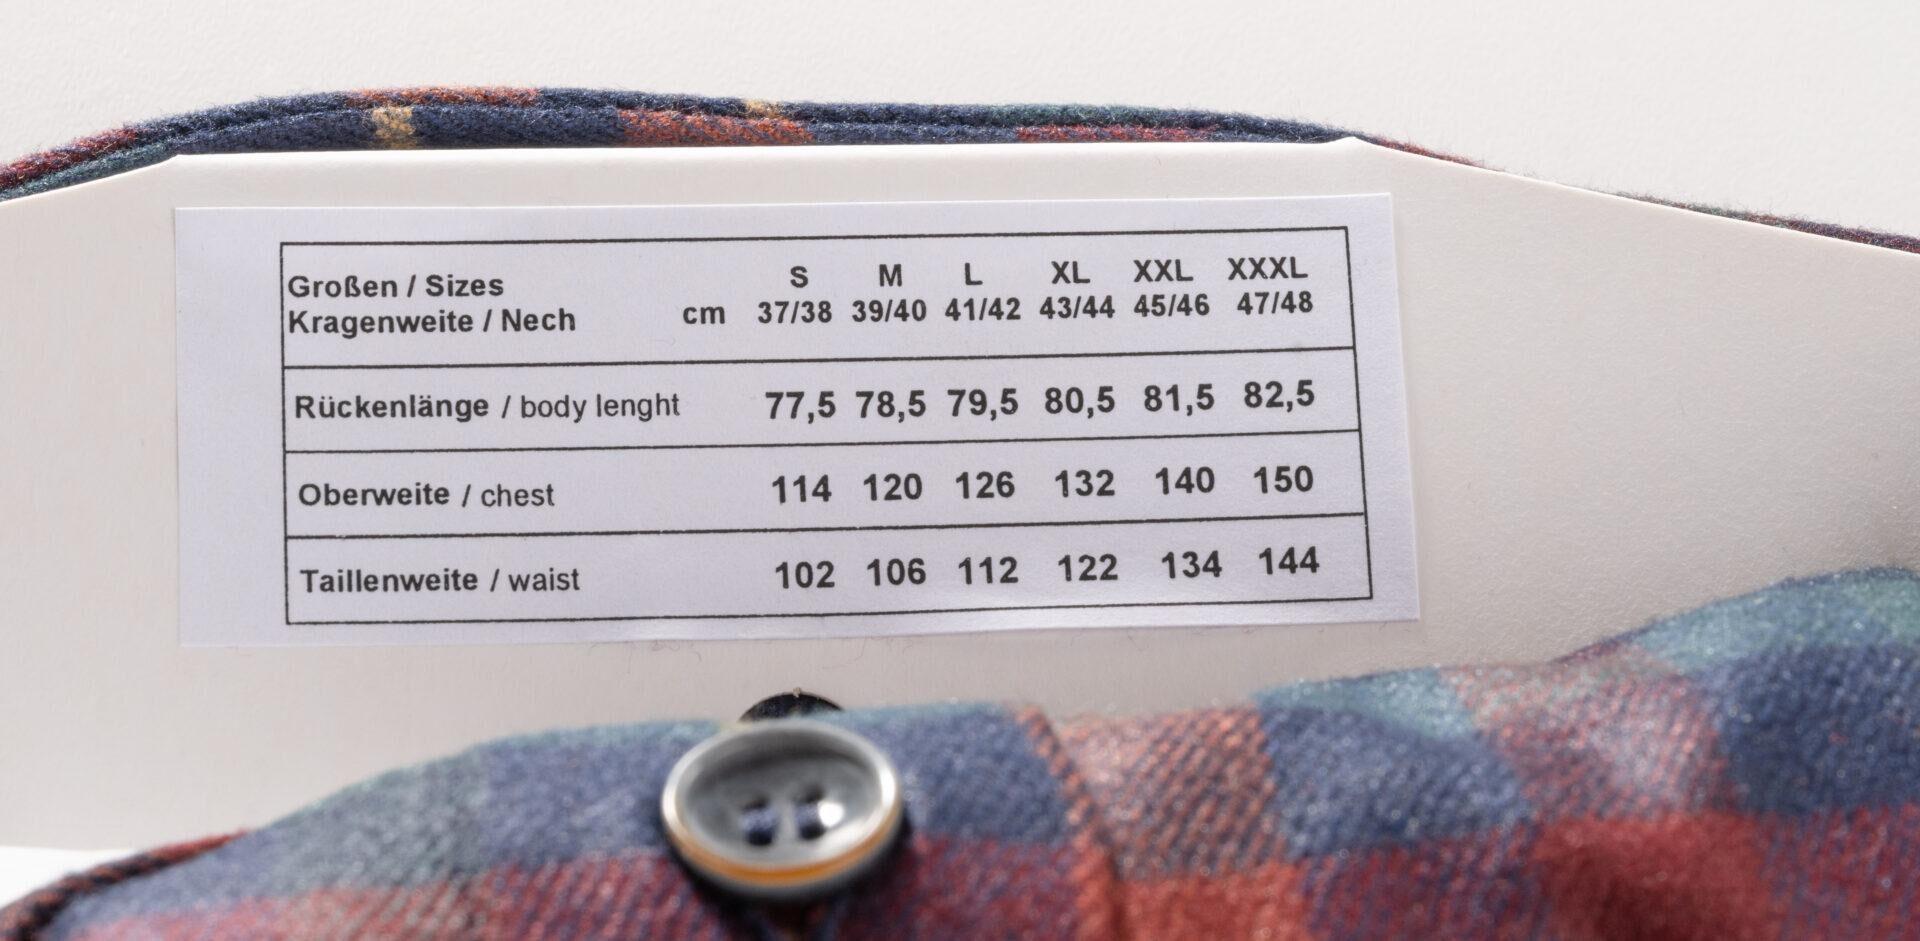 Großen / Sizes S M L XL XXL XXXL
Kragenweite / Nech cm 37/38 39/40 41/42 43/44 45/46 47/48
Rückenlänge / body lenght 77,5 78,5 79,5 80,5 81,5 82,5
Oberweite / chest 114 120 126 132 140 150
Taillenweite / waist 102 106 112 122 134 144